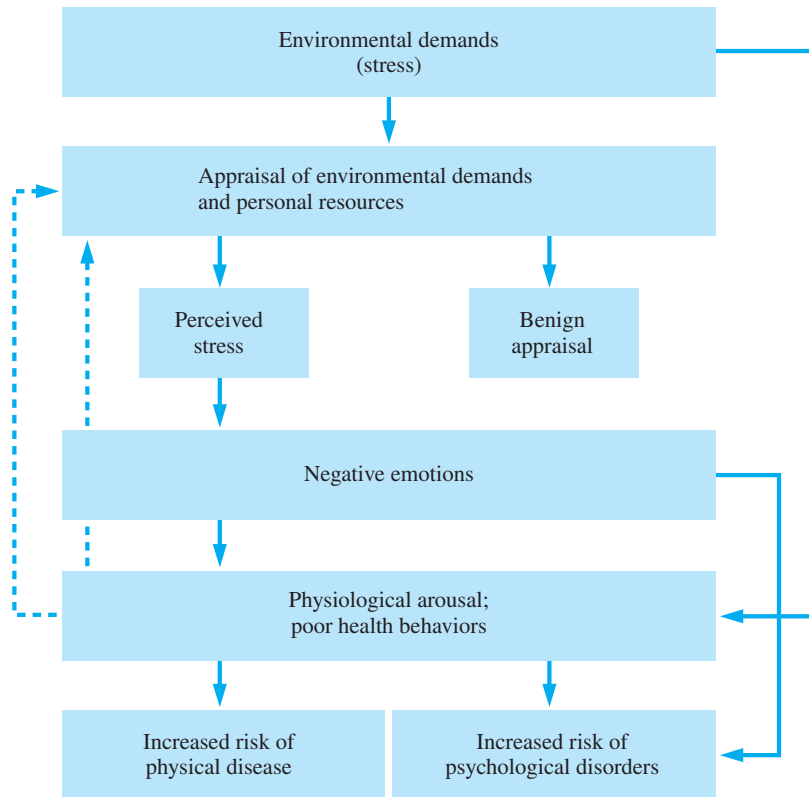 Environmental demands
(stress)
Appraisal of environmental demands
and personal resources
Perceived
stress
Benign
appraisal
Negative emotions
Physiological arousal;
poor health behaviors
Increased risk of
physical disease
Increased risk of
psychological disorders